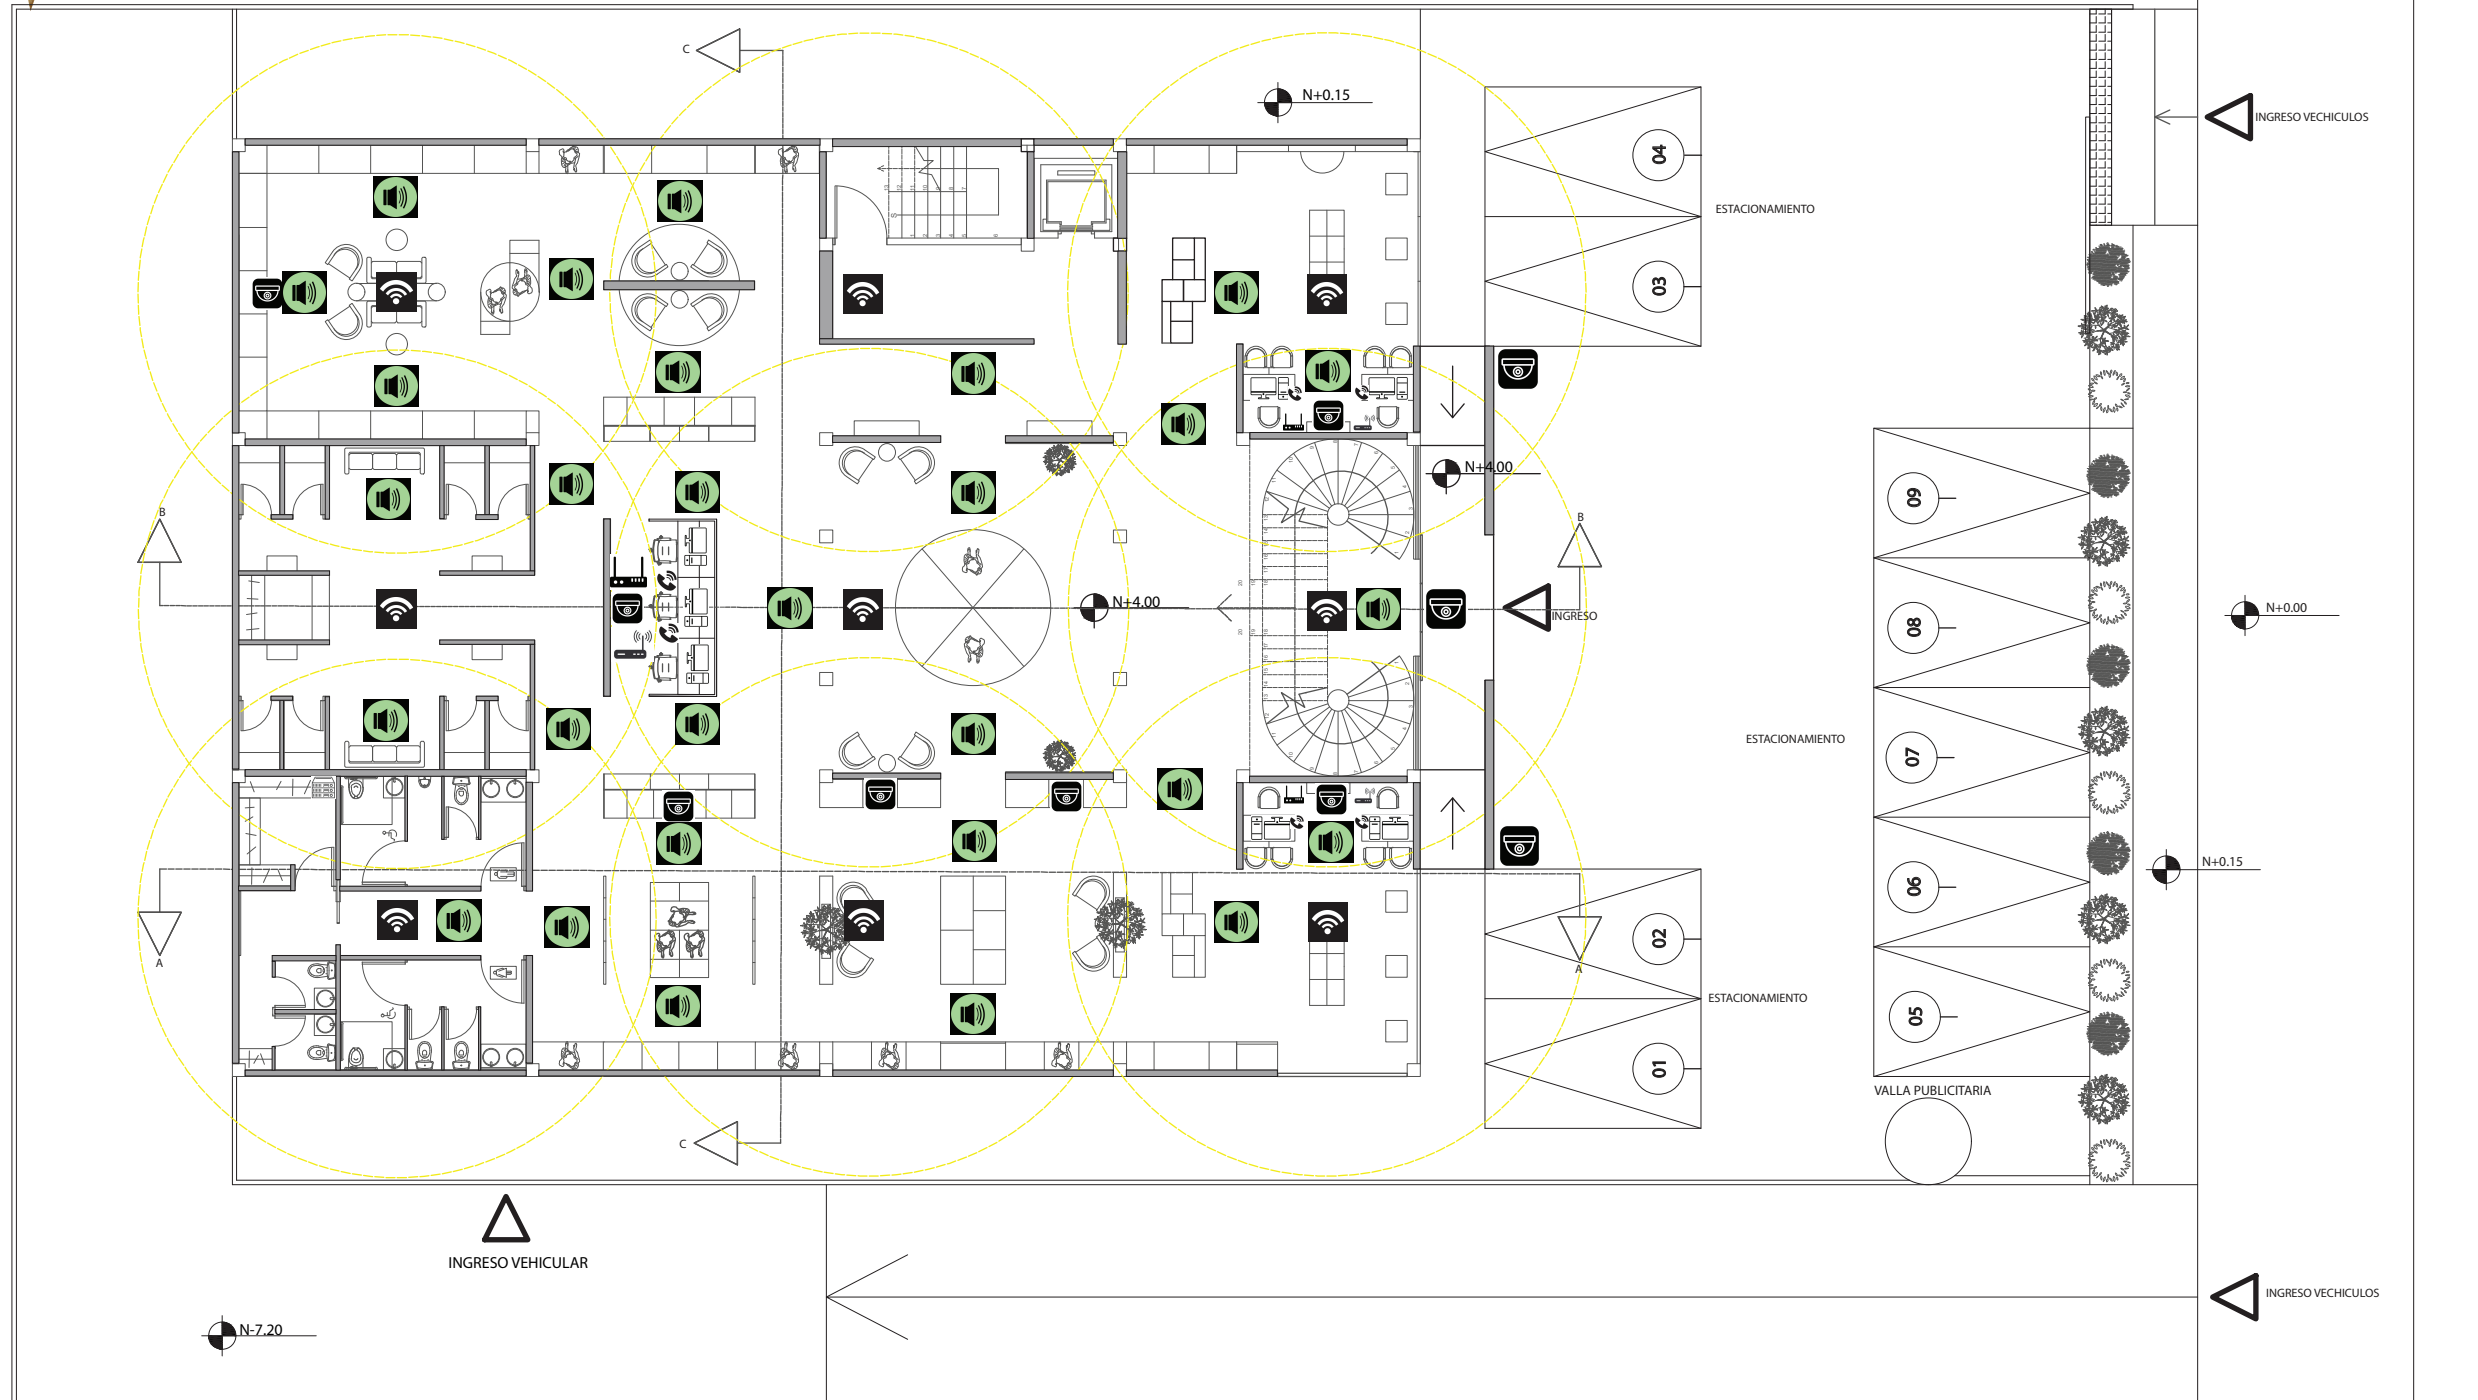 C
N+0.15
INGRESO VECHICULOS
04
ESTACIONAMIENTO
03
S
N+4.00
09
B
B
N+4.00
INGRESO
08
N+0.00
ESTACIONAMIENTO
07
N+0.15
06
02
A
A
ESTACIONAMIENTO
05
01
VALLA PUBLICITARIA
C
INGRESO VEHICULAR
INGRESO VECHICULOS
N-7.20